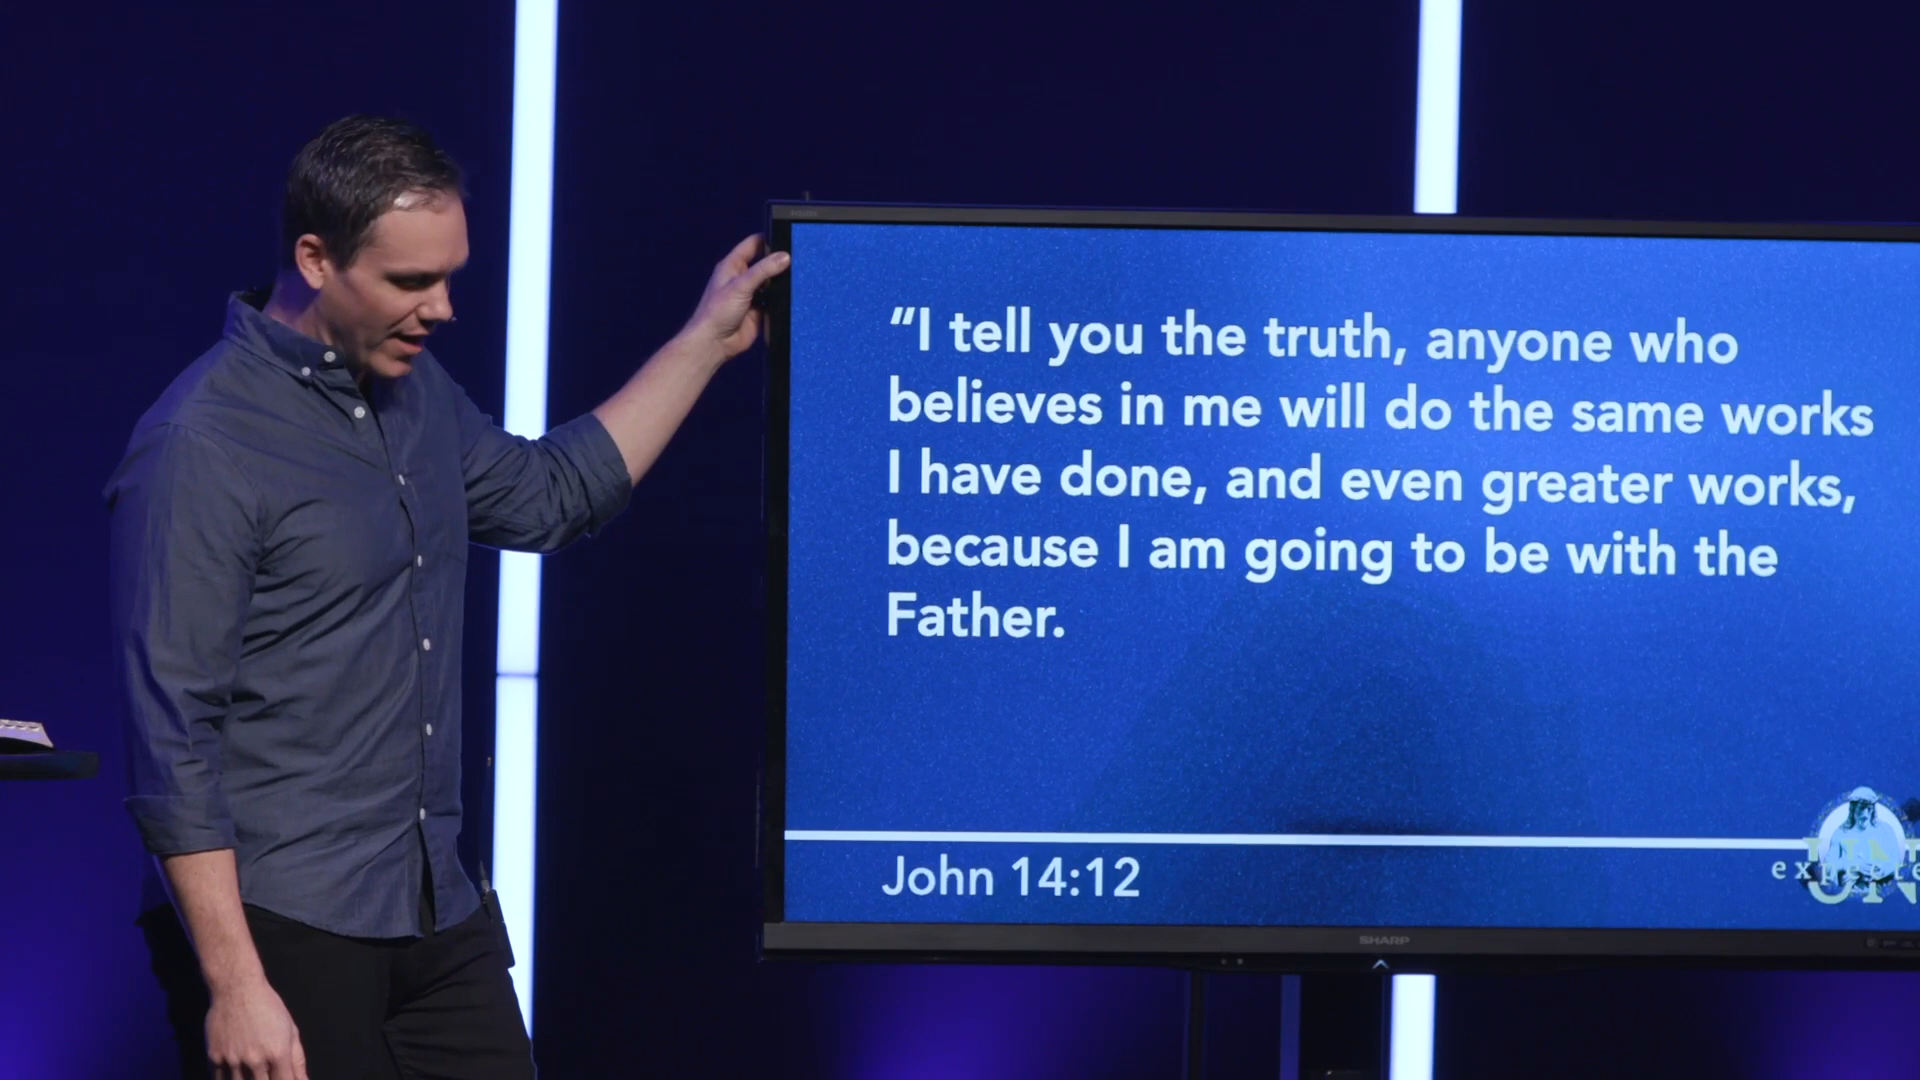 “I tell you the truth, anyone who
believes in me will do the same works
I have done, and even greater works,
because I am going to be with the
Father.
John 14:12
SHARP